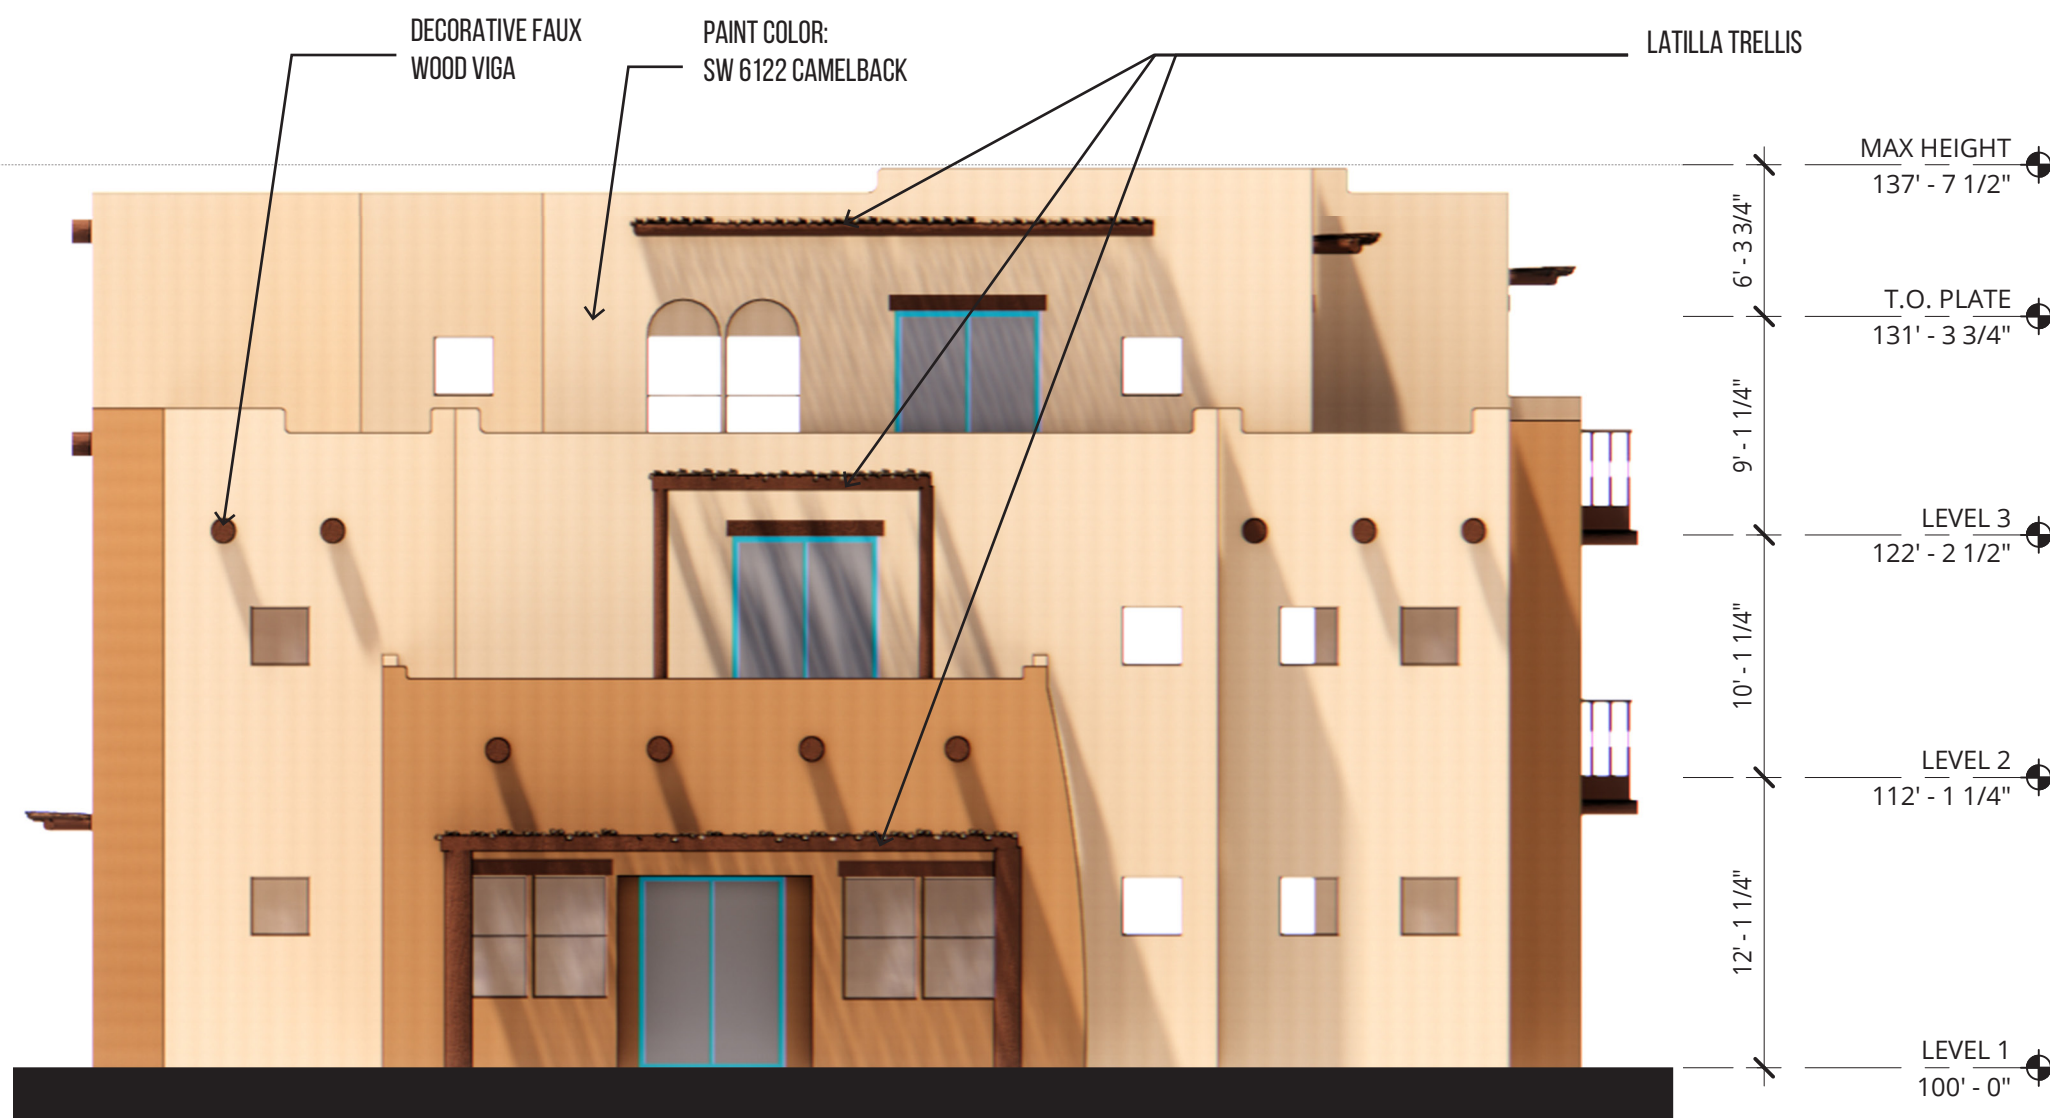 DECORATIVE FAUX
WOOD VIGA
PAINT COLOR:
SW 6122 CAMELBACK
LATILLA TRELLIS
MAX HEIGHT
137' - 7 1/2"
6' - 3 3/4"
T.O. PLATE
131' - 3 3/4"
9' - 1 1/4"
LEVEL 3
122' - 2 1/2"
10' - 1 1/4"
LEVEL 2
112' - 1 1/4"
12' - 1 1/4"
LEVEL 1
100' - 0"